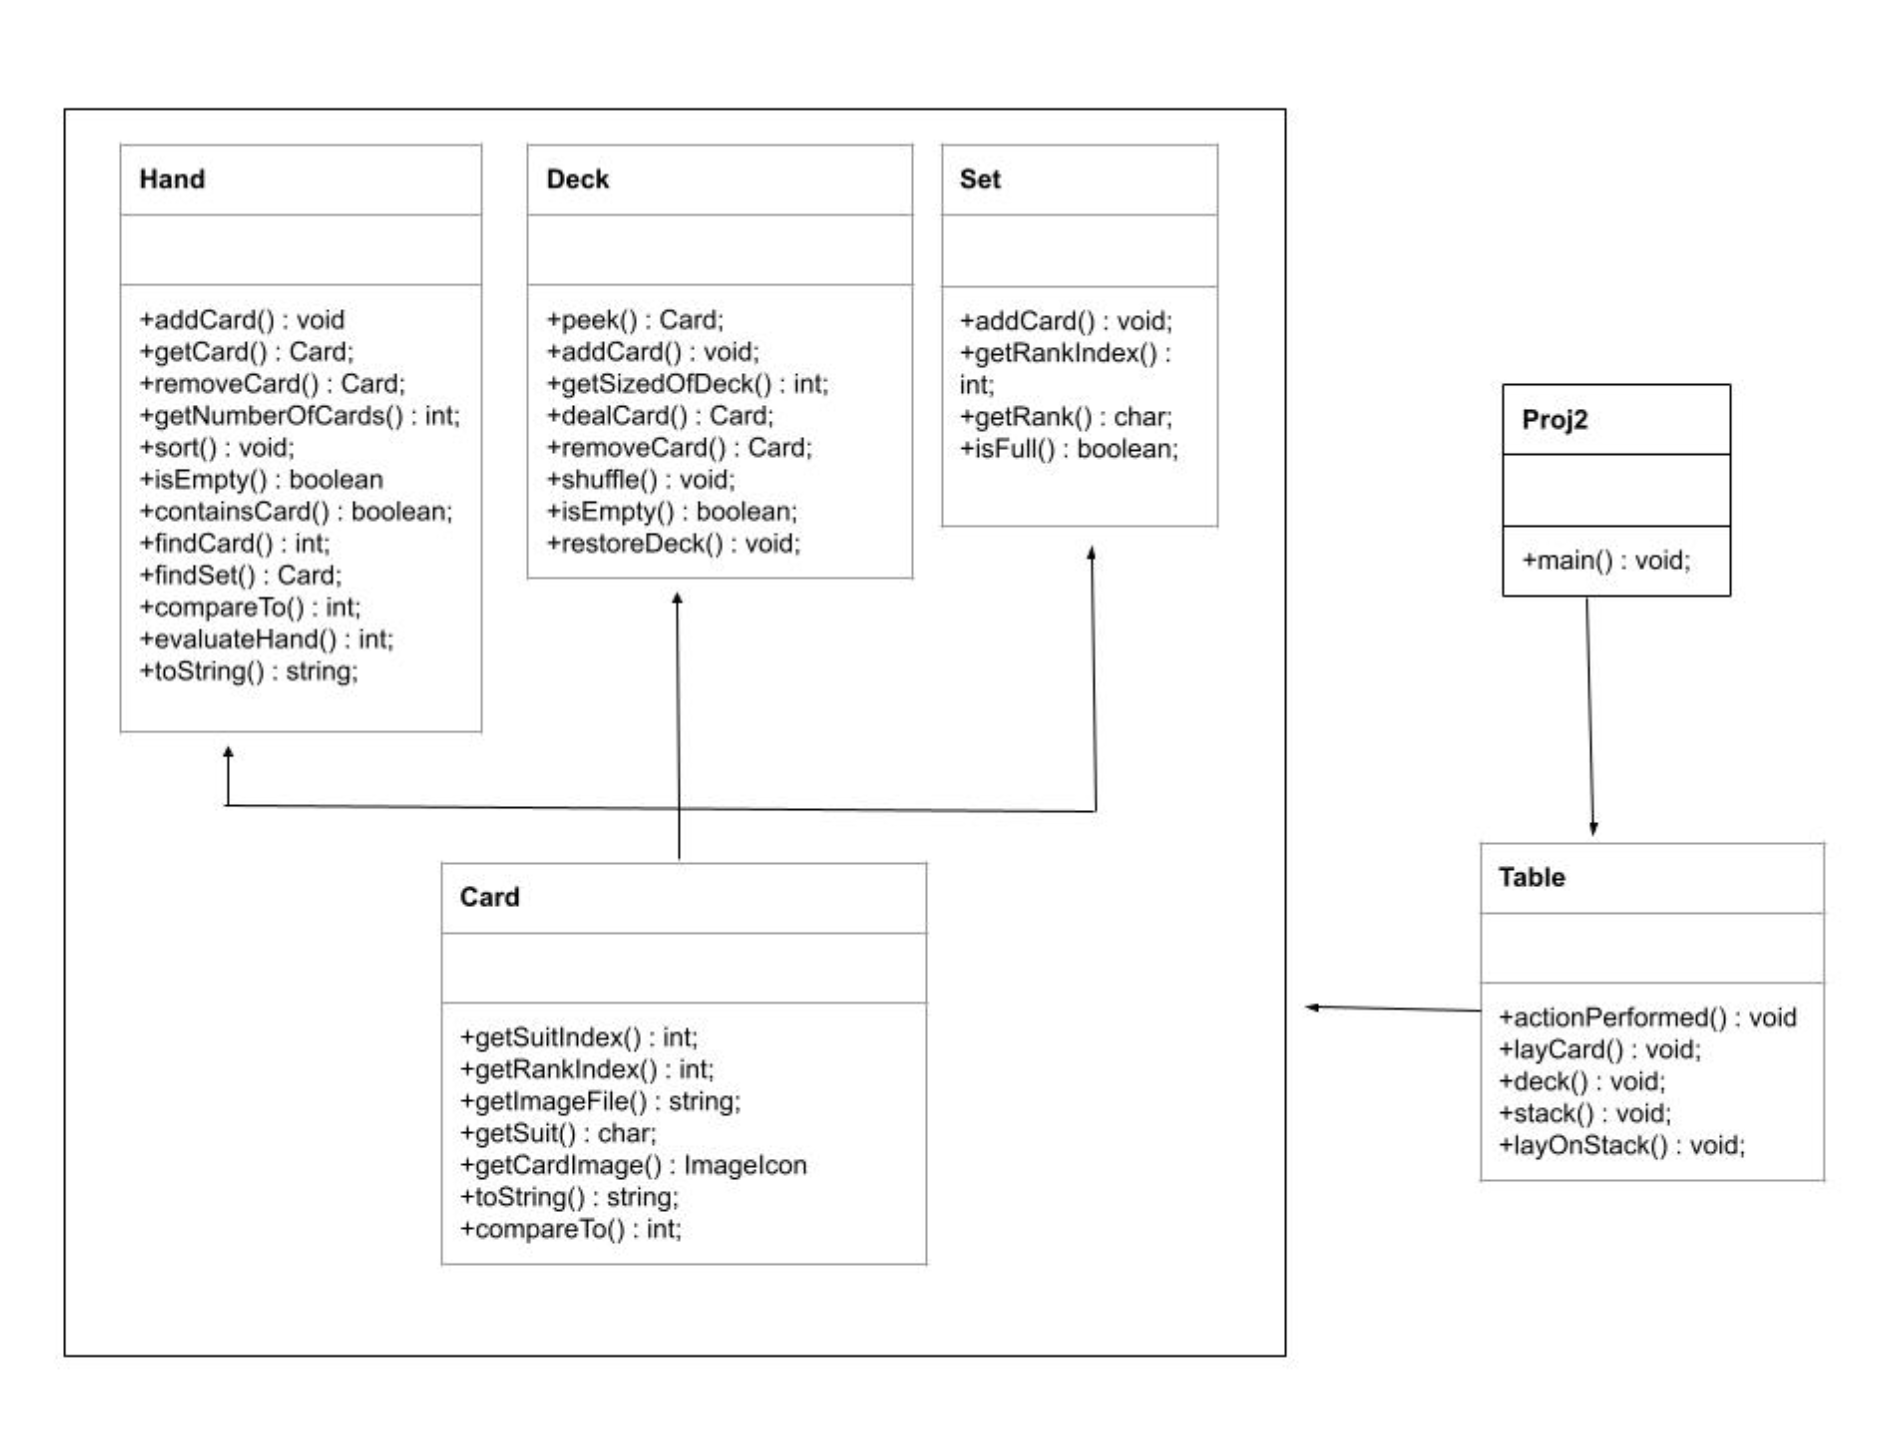 Hand
+addCard() : void
+getCard() : Card;
+removeCard() : Card;
+getNumberOfCards() : int;
+sort() : void;
+isEmpty() : boolean
+containsCard() : boolean;
+findCard() : int;
+findSet() : Card;
+compareTo() : int;
+evaluateHand() : int;
+toString() : string;
Deck
+peek() : Card;
+addCard() : void;
+getSizedOfDeck() : int;
+dealCard() : Card;
+removeCard() : Card;
+shuffle() : void;
+isEmpty() : boolean;
+restoreDeck() : void;
Set
+addCard() : void;
+getRankIndex() :
int;
+getRank() : char;
+isFull() : boolean;
Proj2
+main() : void;
Card
+getSuitIndex() : int;
+getRankIndex() : int;
+getImageFile() : string;
+getSuit() : char;
+getCardImage() : ImageIcon
+toString() : string;
+compareTo() : int;
Table
+actionPerformed() : void
+layCard() : void;
+deck() : void;
+stack() : void;
+layOnStack() : void;